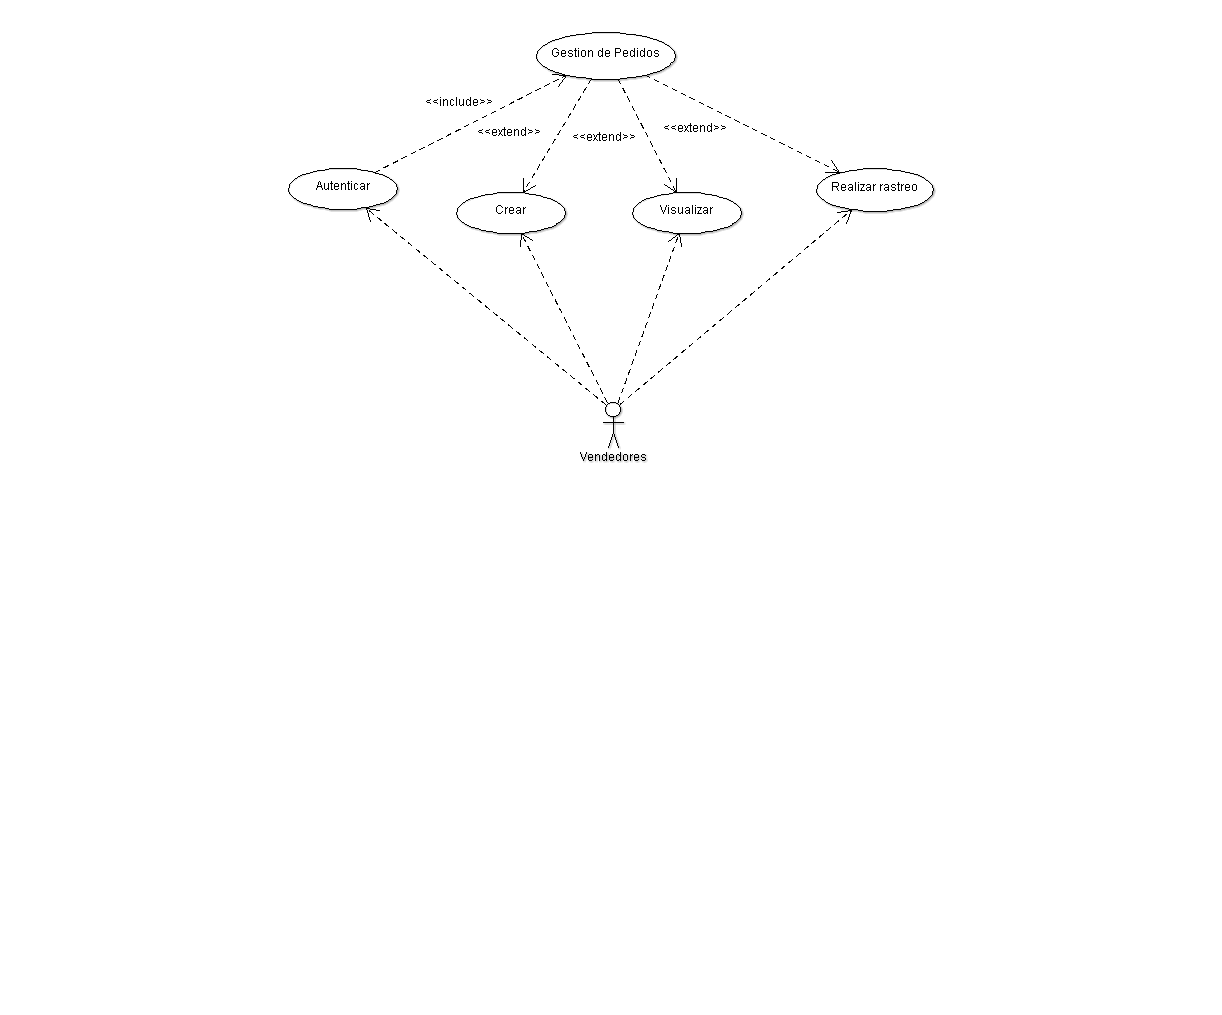 Gestion de Pedidos
<<include>>
<<extend>>
<<extend>>
<<extend>>
Autenticar
Crear
Visualizar
Realizar rastreo
Vendedores